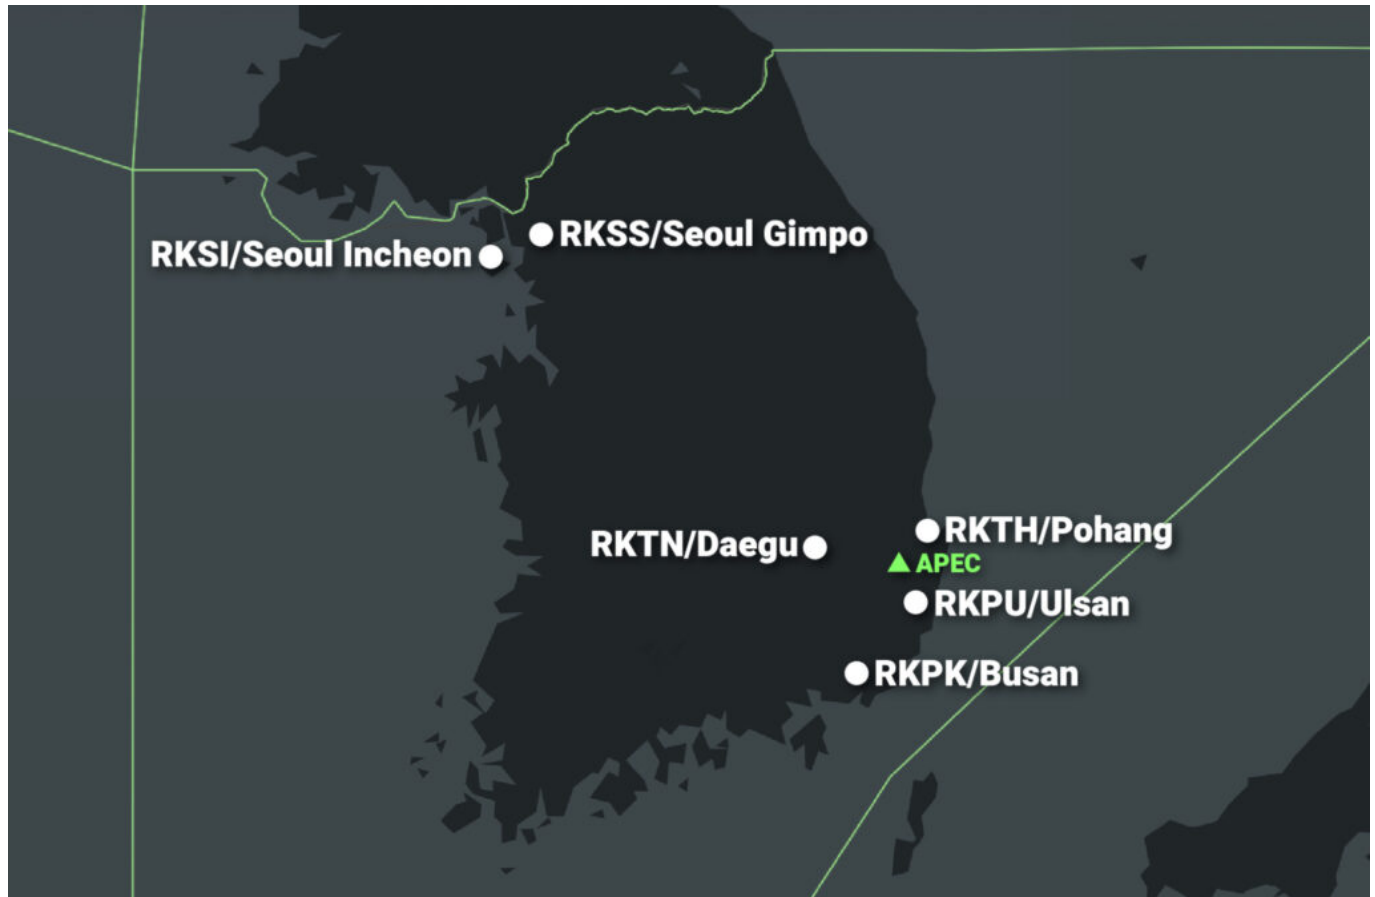 RKSS/Seoul Gimpo
RKSI/Seoul Incheon
RKTH/Pohang
RKTN/Daegu
APEC
RKPU/Ulsan
RKPK/Busan